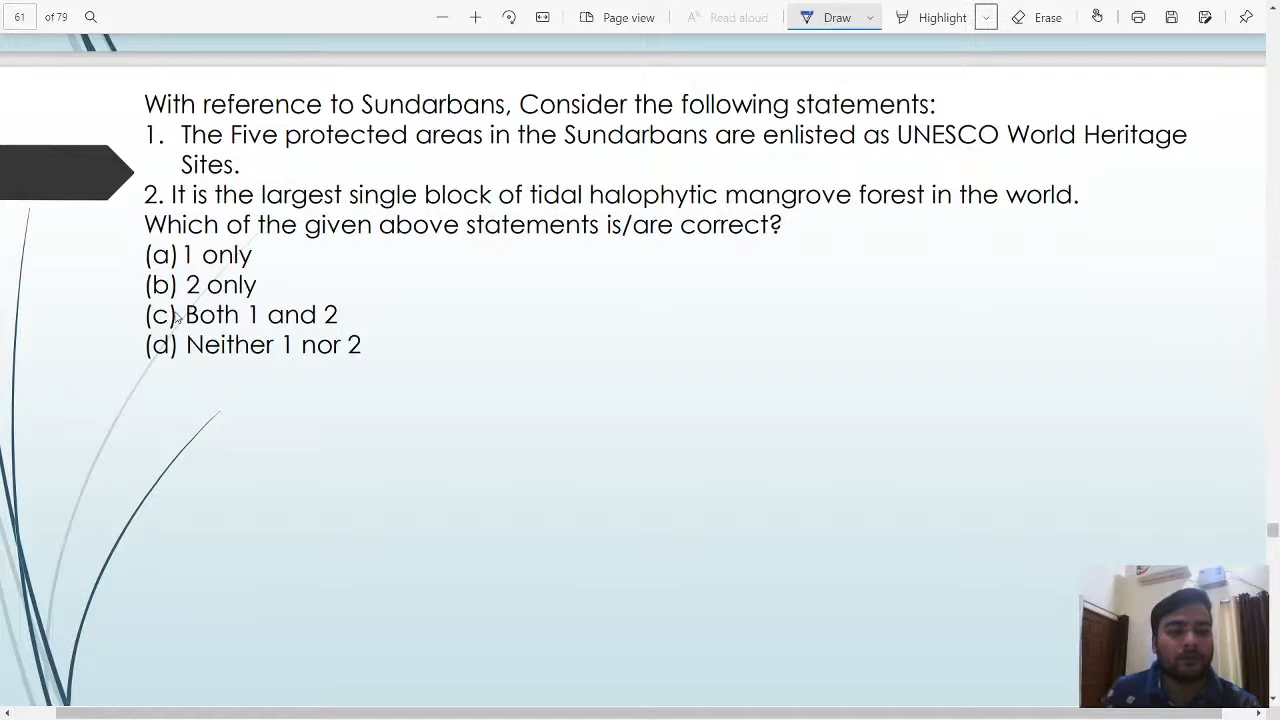 61 of 79
Page view
Read aloud
Draw
Highlight
Erase
With reference to Sundarbans, Consider the following statements:
1. The Five protected areas in the Sundarbans are enlisted as UNESCO World Heritage
Sites.
2. It is the largest single block of tidal halophytic mangrove forest in the world.
Which of the given above statements is/are correct?
(a) 1 only
(b) 2 only
(c) Both 1 and 2
(d) Neither 1 nor 2